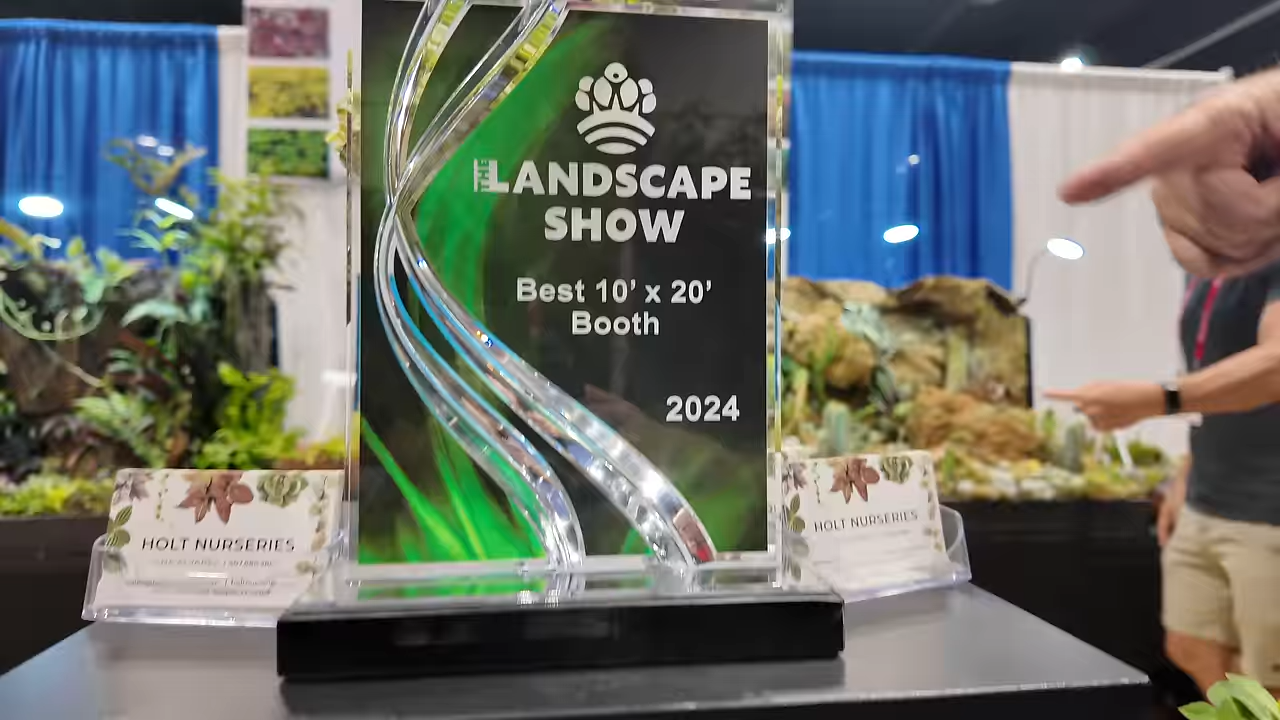 THE LANDSCAPE
SHOW
Best 10’ x 20’
Booth
2024
HOLT NURSERIES
HOLT NURSERIES